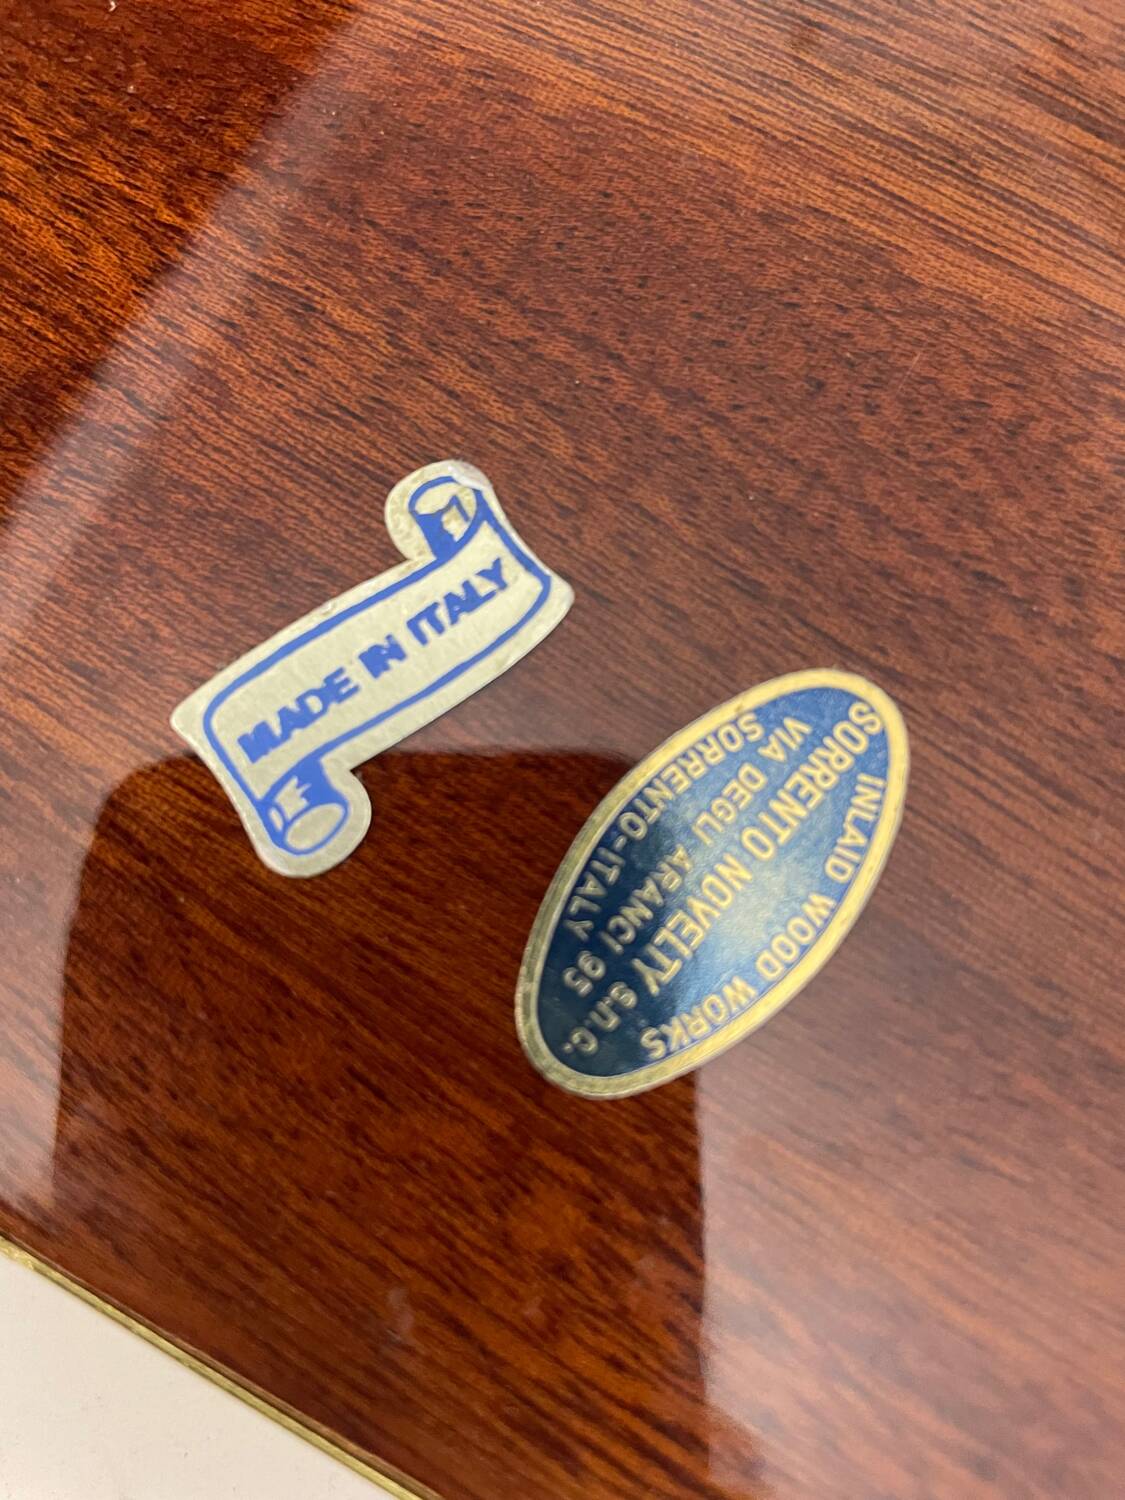 MADE IN ITALY
INLAID WOOD WORKS
SORRENTO NOVELTY S.n.C.
VIA DEGLI ARANCI 95
SORRENTO-ITALY